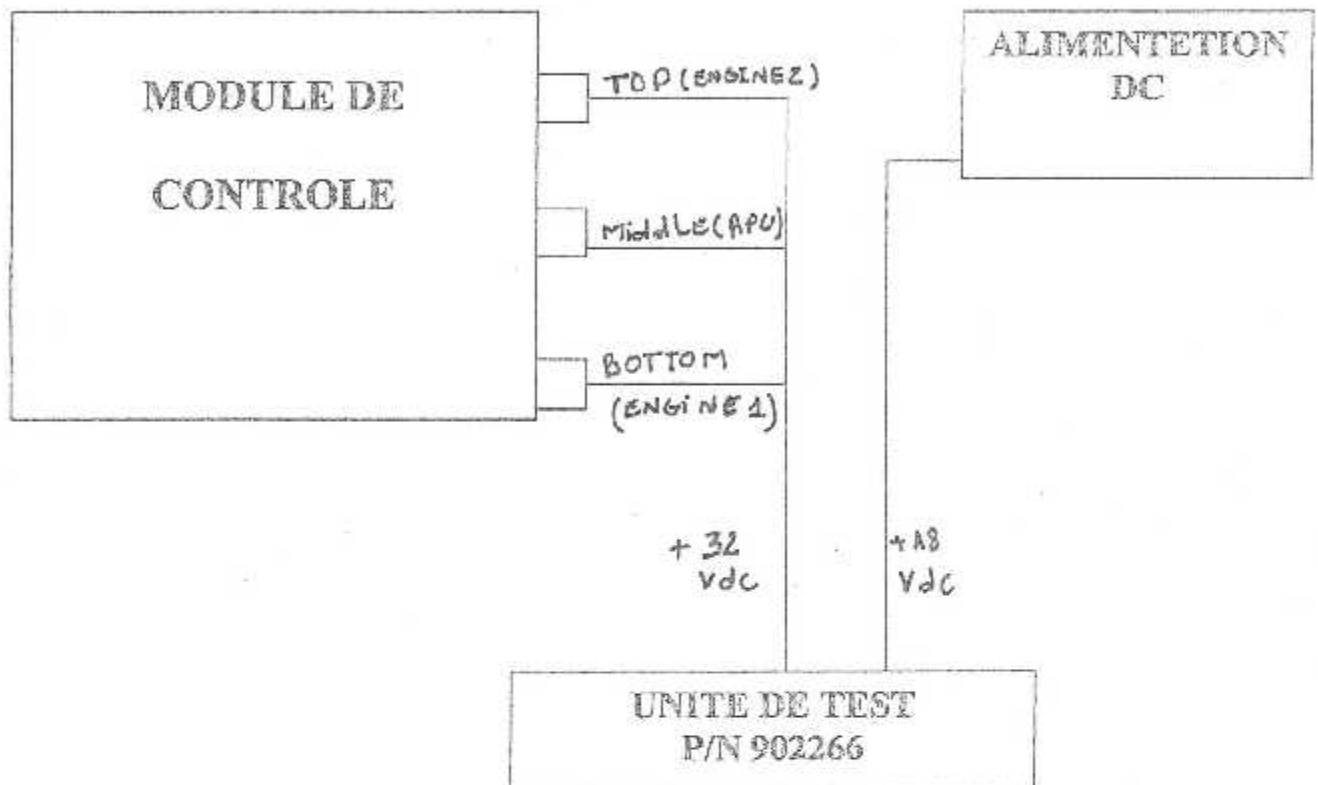 MODULE DE
CONTROLE
TOP (ENGINE2)
Middle (APU)
BOTTOM
(ENGINE 1)
ALIMENTETION
DC
+ 32
Vdc
+ 18
Vdc
UNITE DE TEST
P/N 902266